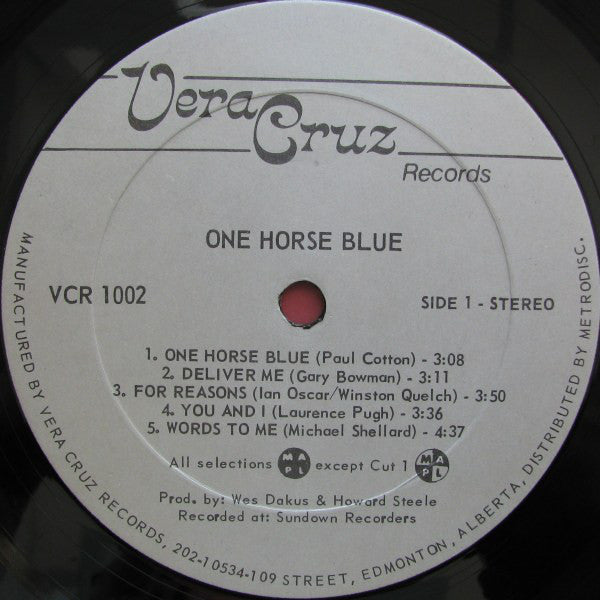 Vera Cruz
Records
ONE HORSE BLUE
VCR 1002
SIDE 1 - STEREO
1. ONE HORSE BLUE (Paul Cotton) - 3:08
2. DELIVER ME (Gary Bowman) - 3:11
3. FOR REASONS (Ian Oscar/Winston Quelch) - 3:50
4. YOU AND I (Laurence Pugh) - 3:36
5. WORDS TO ME (Michael Shellard) - 4:37
All selections MAPL except Cut 1 MAPL
Prod. by: Wes Dakus & Howard Steele
Recorded at: Sundown Recorders
MANUFACTURED BY VERA CRUZ RECORDS, 202-10534-109 STREET, EDMONTON, ALBERTA, DISTRIBUTED BY METRODISC.